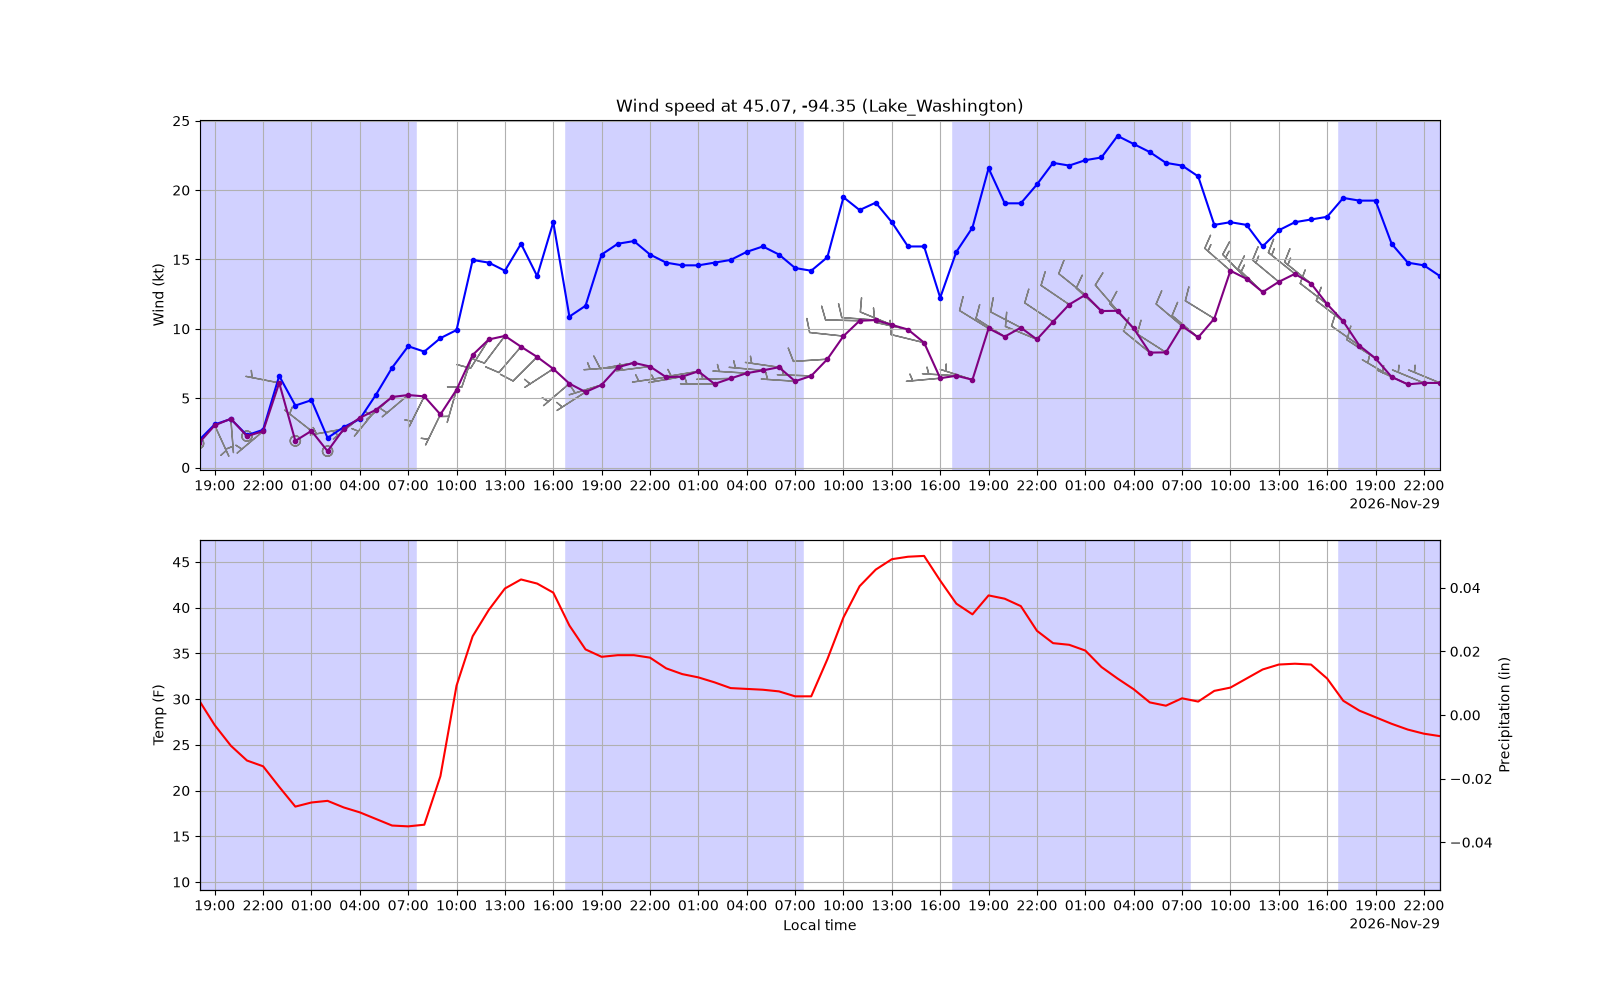 Wind speed at 45.07, -94.35 (Lake_Washington)
25
20
15
10
5
0
Wind (kt)
19:00 22:00 01:00 04:00 07:00 10:00 13:00 16:00 19:00 22:00 01:00 04:00 07:00 10:00 13:00 16:00 19:00 22:00 01:00 04:00 07:00 10:00 13:00 16:00 19:00 22:00
2026-Nov-29
45
40
35
30
25
20
15
10
Temp (F)
0.04
0.02
0.00
−0.02
−0.04
Precipitation (in)
19:00 22:00 01:00 04:00 07:00 10:00 13:00 16:00 19:00 22:00 01:00 04:00 07:00 10:00 13:00 16:00 19:00 22:00 01:00 04:00 07:00 10:00 13:00 16:00 19:00 22:00
Local time
2026-Nov-29